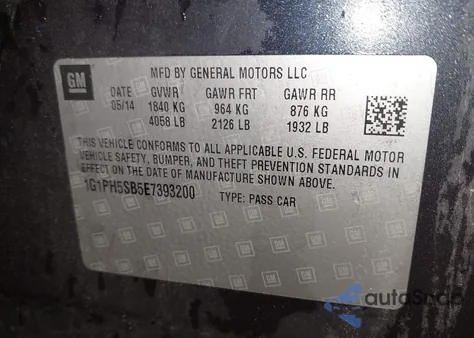 GM
MFD BY GENERAL MOTORS LLC
DATE GVWR GAWR FRT GAWR RR
05/14 1840 KG 964 KG 876 KG
4058 LB 2126 LB 1932 LB
THIS VEHICLE CONFORMS TO ALL APPLICABLE U.S. FEDERAL MOTOR
VEHICLE SAFETY, BUMPER, AND THEFT PREVENTION STANDARDS IN
EFFECT ON THE DATE OF MANUFACTURE SHOWN ABOVE.
1G1PH5SB5E7393200 TYPE: PASS CAR
autoSnap